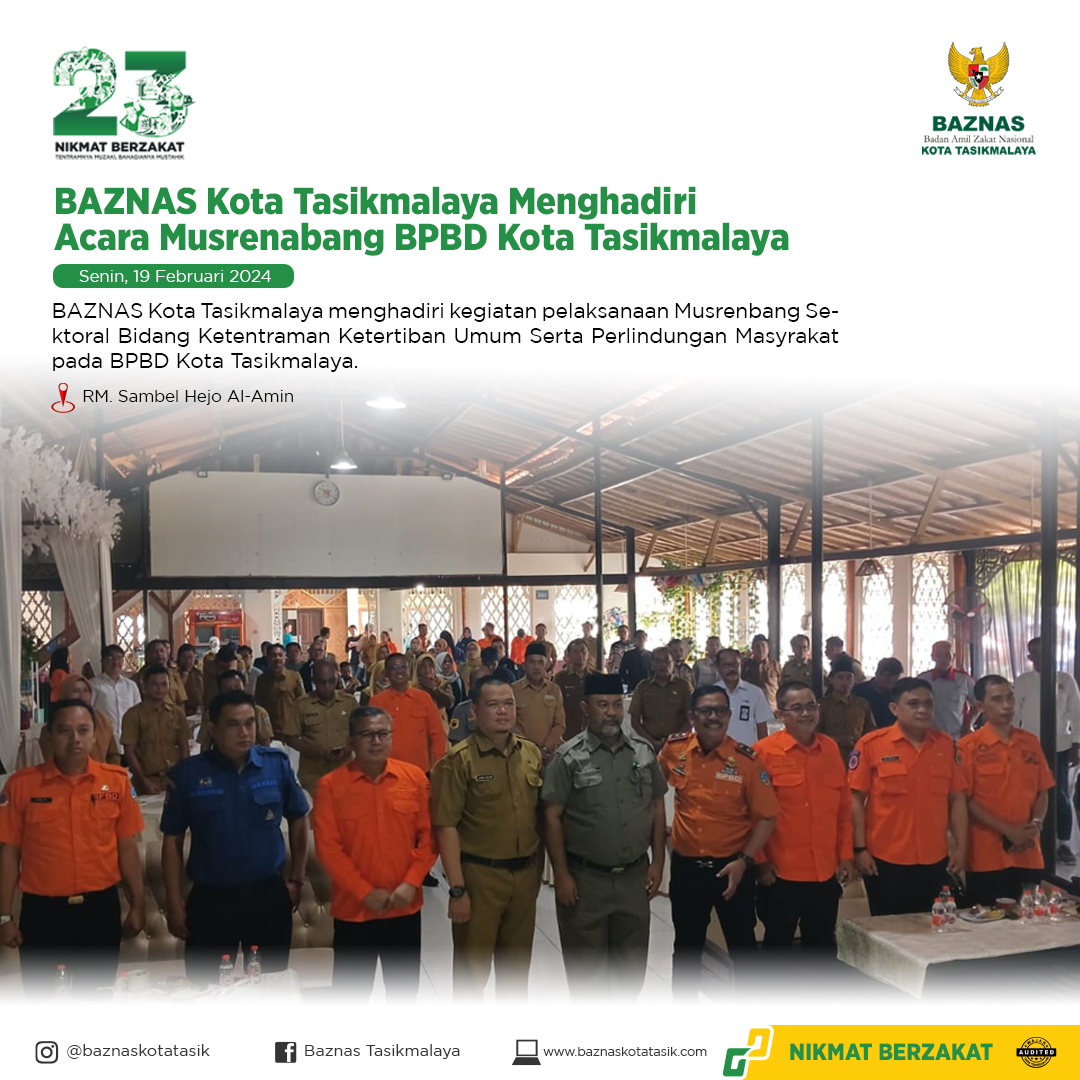 23
NIKMAT BERZAKAT
TENTRAMNYA MUZAKI, BAHAGIANYA MUSTAHIK
BAZNAS
Badan Amil Zakat Nasional
KOTA TASIKMALAYA
BAZNAS Kota Tasikmalaya Menghadiri
Acara Musrenabang BPBD Kota Tasikmalaya
Senin, 19 Februari 2024
BAZNAS Kota Tasikmalaya menghadiri kegiatan pelaksanaan Musrenbang Se-
ktoral Bidang Ketentraman Ketertiban Umum Serta Perlindungan Masyrakat
pada BPBD Kota Tasikmalaya.
RM. Sambel Hejo Al-Amin
BPBD
BPBD
@baznaskotatasik
Baznas Tasikmalaya
www.baznaskotatasik.com
NIKMAT BERZAKAT
AUDITED